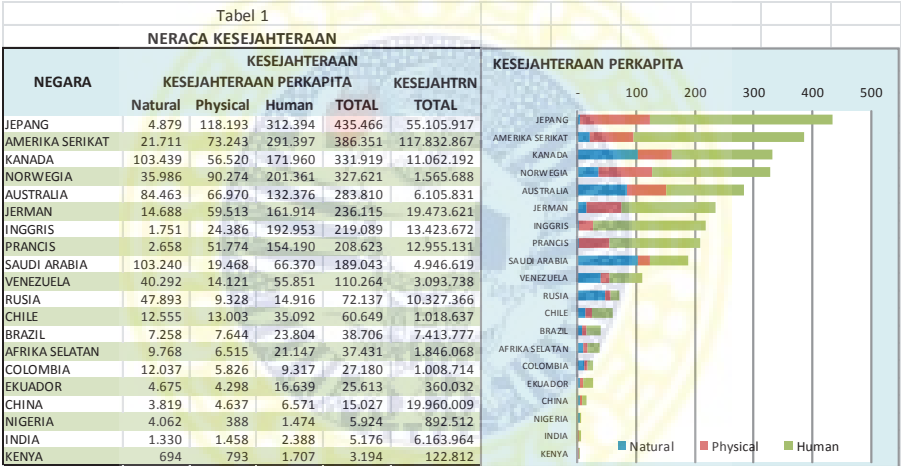 Tabel 1
NERACA KESEJAHTERAAN
NEGARA KESEJAHTERAAN KESEJAHTERAAN PERKAPITA KESEJAHTRN
Natural Physical Human TOTAL TOTAL
JEPANG 4.879 118.193 312.394 435.466 55.105.917
AMERIKA SERIKAT 21.711 73.243 291.397 386.351 117.832.867
KANADA 103.439 56.520 171.960 331.919 11.062.192
NORWEGIA 35.986 90.274 201.361 327.621 1.565.688
AUSTRALIA 84.463 66.970 132.376 283.810 6.105.831
JERMAN 14.688 59.513 161.914 236.115 19.473.621
INGGRIS 1.751 24.386 192.953 219.089 13.423.672
PRANCIS 2.658 51.774 154.190 208.623 12.955.131
SAUDI ARABIA 103.240 19.468 66.370 189.043 4.946.619
VENEZUELA 40.292 14.121 55.851 110.264 3.093.738
RUSIA 47.893 9.328 14.916 72.137 10.327.366
CHILE 12.555 13.003 35.092 60.649 1.018.637
BRAZIL 7.258 7.644 23.804 38.706 7.413.777
AFRIKA SELATAN 9.768 6.515 21.147 37.431 1.846.068
COLOMBIA 12.037 5.826 9.317 27.180 1.008.714
EKUADOR 4.675 4.298 16.639 25.613 360.032
CHINA 3.819 4.637 6.571 15.027 19.960.009
NIGERIA 4.062 388 1.474 5.924 892.512
INDIA 1.330 1.458 2.388 5.176 6.163.964
KENYA 694 793 1.707 3.194 122.812
KESEJAHTERAAN PERKAPITA
- 100 200 300 400 500
JEPANG
AMERIKA SERIKAT
KANADA
NORWEGIA
AUSTRALIA
JERMAN
INGGRIS
PRANCIS
SAUDI ARABIA
VENEZUELA
RUSIA
CHILE
BRAZIL
AFRIKA SELATAN
COLOMBIA
EKUADOR
CHINA
NIGERIA
INDIA
KENYA
Natural Physical Human